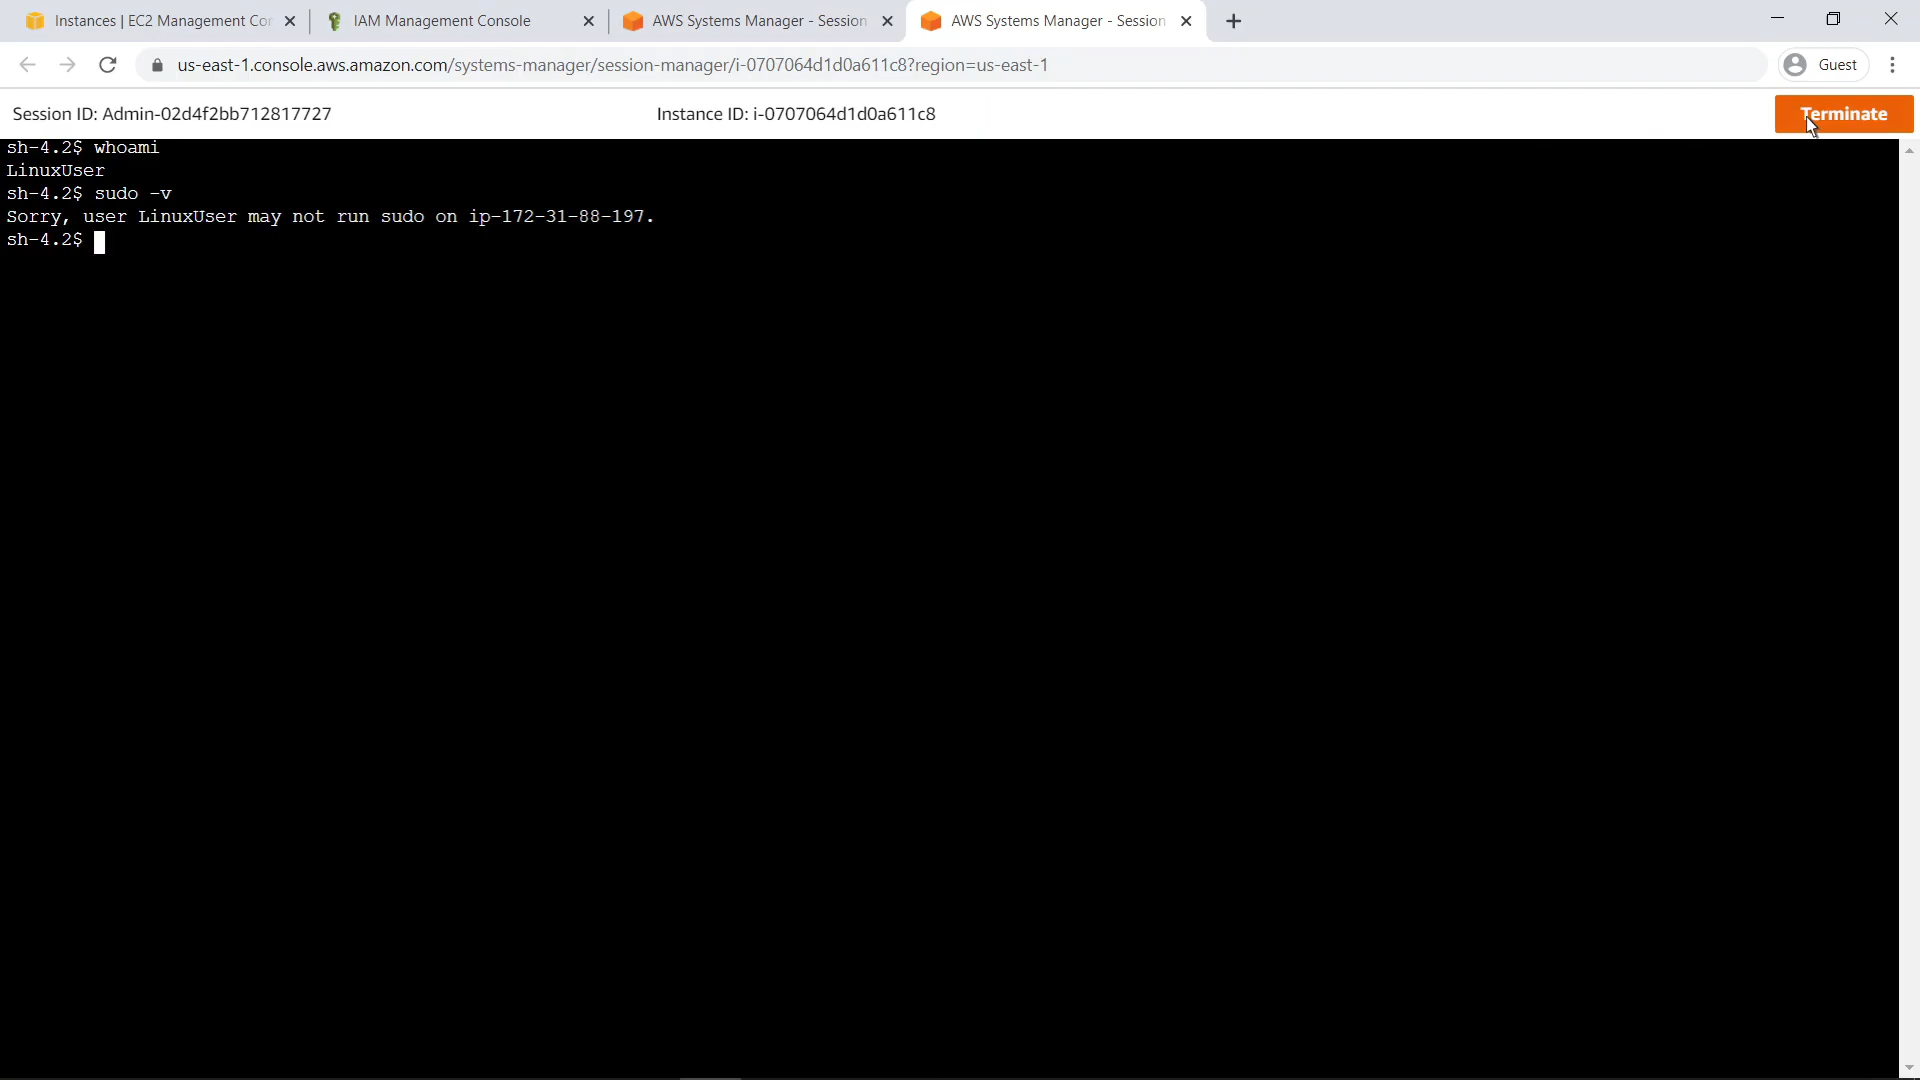 Instances | EC2 Management Con
IAM Management Console
AWS Systems Manager - Session
AWS Systems Manager - Session
us-east-1.console.aws.amazon.com/systems-manager/session-manager/i-0707064d1d0a611c8?region=us-east-1
Guest
Session ID: Admin-02d4f2bb712817727
Instance ID: i-0707064d1d0a611c8
Terminate
sh-4.2$ whoami
LinuxUser
sh-4.2$ sudo -v
Sorry, user LinuxUser may not run sudo on ip-172-31-88-197.
sh-4.2$